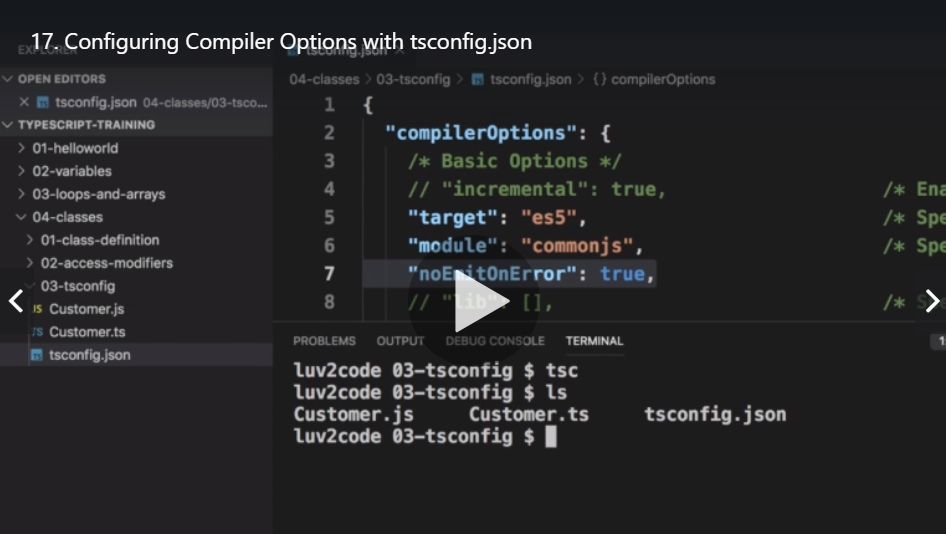 17. Configuring Compiler Options with tsconfig.json
EXPLORER
tsconfig.json
OPEN EDITORS
tsconfig.json 04-classes/03-tsco...
TYPESCRIPT-TRAINING
01-helloworld
02-variables
03-loops-and-arrays
04-classes
01-class-definition
02-access-modifiers
03-tsconfig
JS Customer.js
TS Customer.ts
tsconfig.json
04-classes > 03-tsconfig > tsconfig.json > {} compilerOptions
1 {
2 "compilerOptions": {
3 /* Basic Options */
4 // "incremental": true, /* Ena
5 "target": "es5", /* Spe
6 "module": "commonjs", /* Spe
7 "noEmitOnError": true,
8 // "lib": [], /*
PROBLEMS OUTPUT DEBUG CONSOLE TERMINAL
luv2code 03-tsconfig $ tsc
luv2code 03-tsconfig $ ls
Customer.js Customer.ts tsconfig.json
luv2code 03-tsconfig $